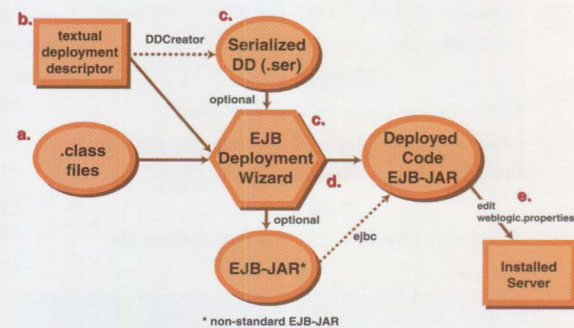 b.
textual
deployment
descriptor
DDCreator
c.
Serialized
DD (.ser)
optional
a.
.class
files
EJB
Deployment
Wizard
c.
d.
Deployed
Code
EJB-JAR
e.
edit
weblogic.properties
optional
ejbc
EJB-JAR*
Installed
Server
* non-standard EJB-JAR